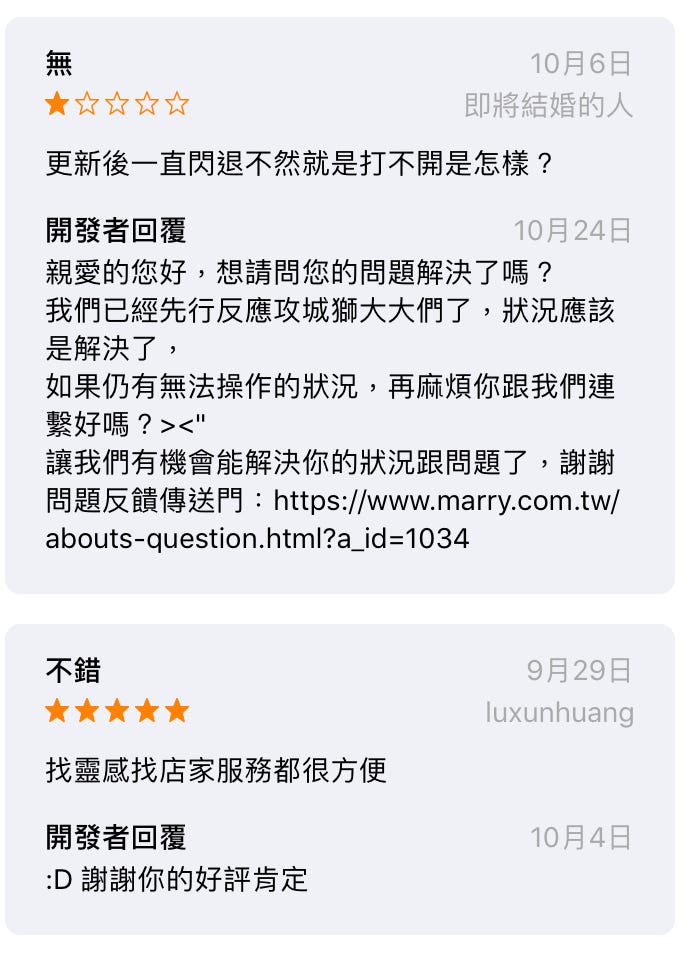 無
10月6日
即將結婚的人
更新後一直閃退不然就是打不開是怎樣？
開發者回覆
10月24日
親愛的您好，想請問您的問題解決了嗎？
我們已經先行反應攻城獅大大們了，狀況應該
是解決了，
如果仍有無法操作的狀況，再麻煩你跟我們連
繫好嗎？><"
讓我們有機會能解決你的狀況跟問題了，謝謝
問題反饋傳送門：https://www.marry.com.tw/
abouts-question.html?a_id=1034
不錯
9月29日
luxunhuang
找靈感找店家服務都很方便
開發者回覆
10月4日
:D 謝謝你的好評肯定